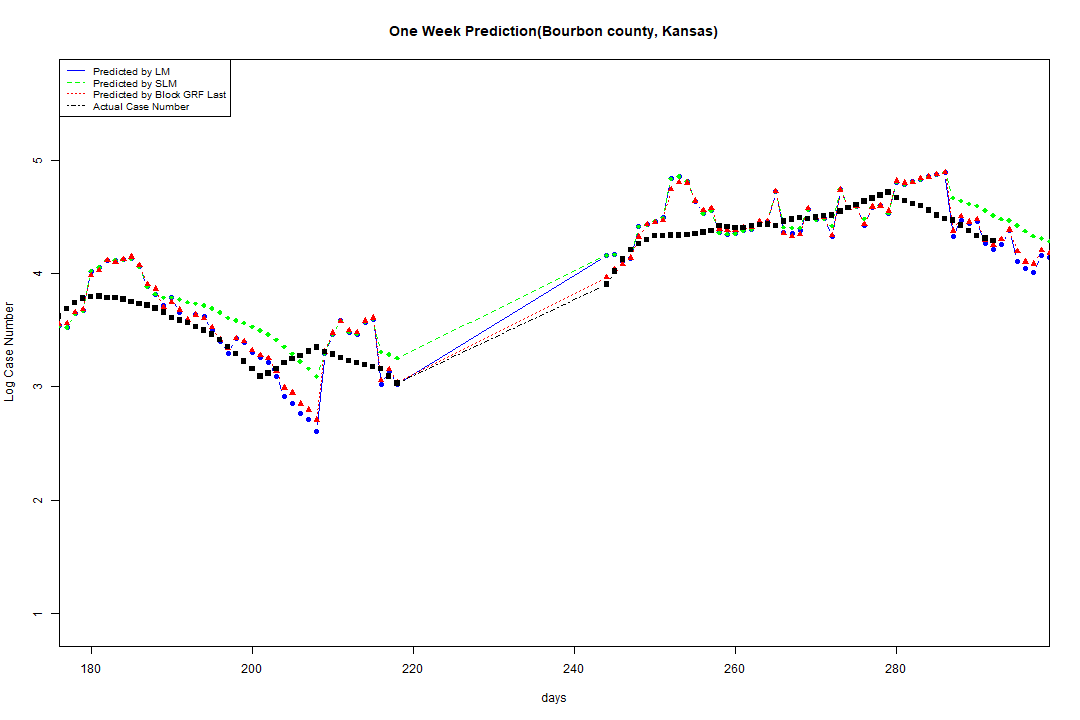 One Week Prediction(Bourbon county, Kansas)
Predicted by LM
Predicted by SLM
Predicted by Block GRF Last
Actual Case Number
5
4
3
2
1
Log Case Number
180 200 220 240 260 280
days